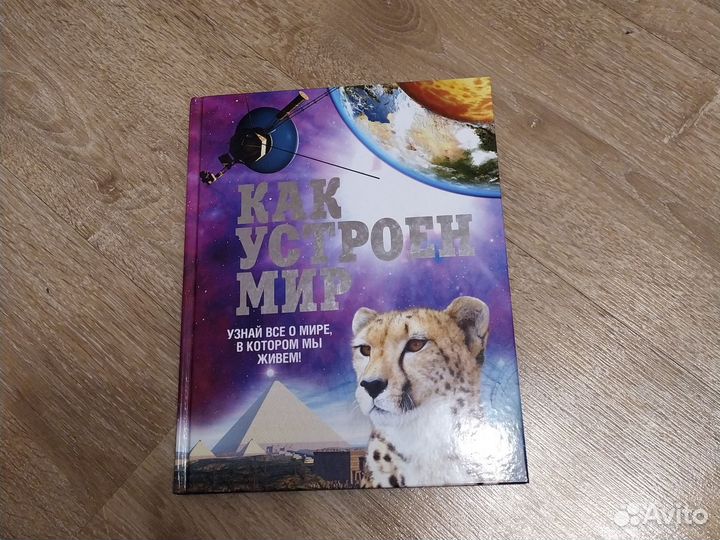 КАК
УСТРОЕН
МИР
УЗНАЙ ВСЕ О МИРЕ,
В КОТОРОМ МЫ
ЖИВЕМ!
Avito